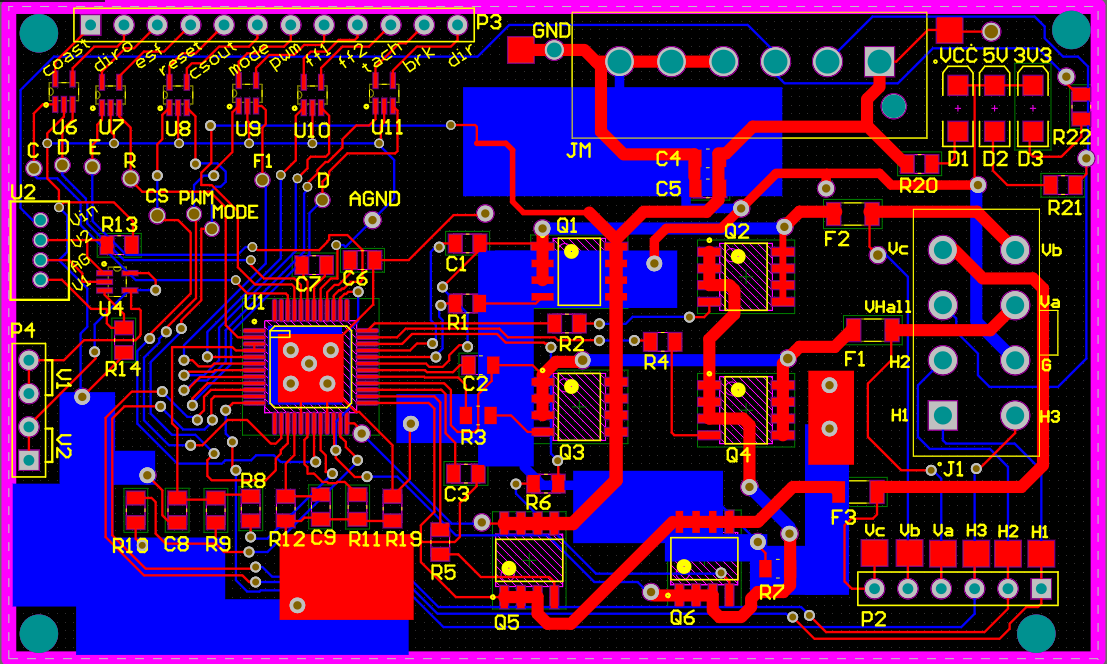 P3
GND
coast
dir0
esf
reset
csout
mode
pwm
ff1
ff2
tach
brk
dir
.VCC 5V 3V3
U6
U7
U8
U9
U10
U11
JM
C4
C5
D1
D2
D3
R22
R20
R21
C
D
E
R
F1
D
CS
PWM
MODE
AGND
U2
Vin
V2
AG
V1
R13
U4
R14
P4
V1
V2
U1
C7
C6
C1
R1
C2
R3
C3
Q1
Q2
R2
R4
Q3
Q4
F2
Vc
Vb
VHall
Va
F1
H2
G
H1
H3
J1
F3
R6
R5
R7
Q5
Q6
R8
R10
C8
R9
R12
C9
R11
R19
Vc
Vb
Va
H3
H2
H1
P2